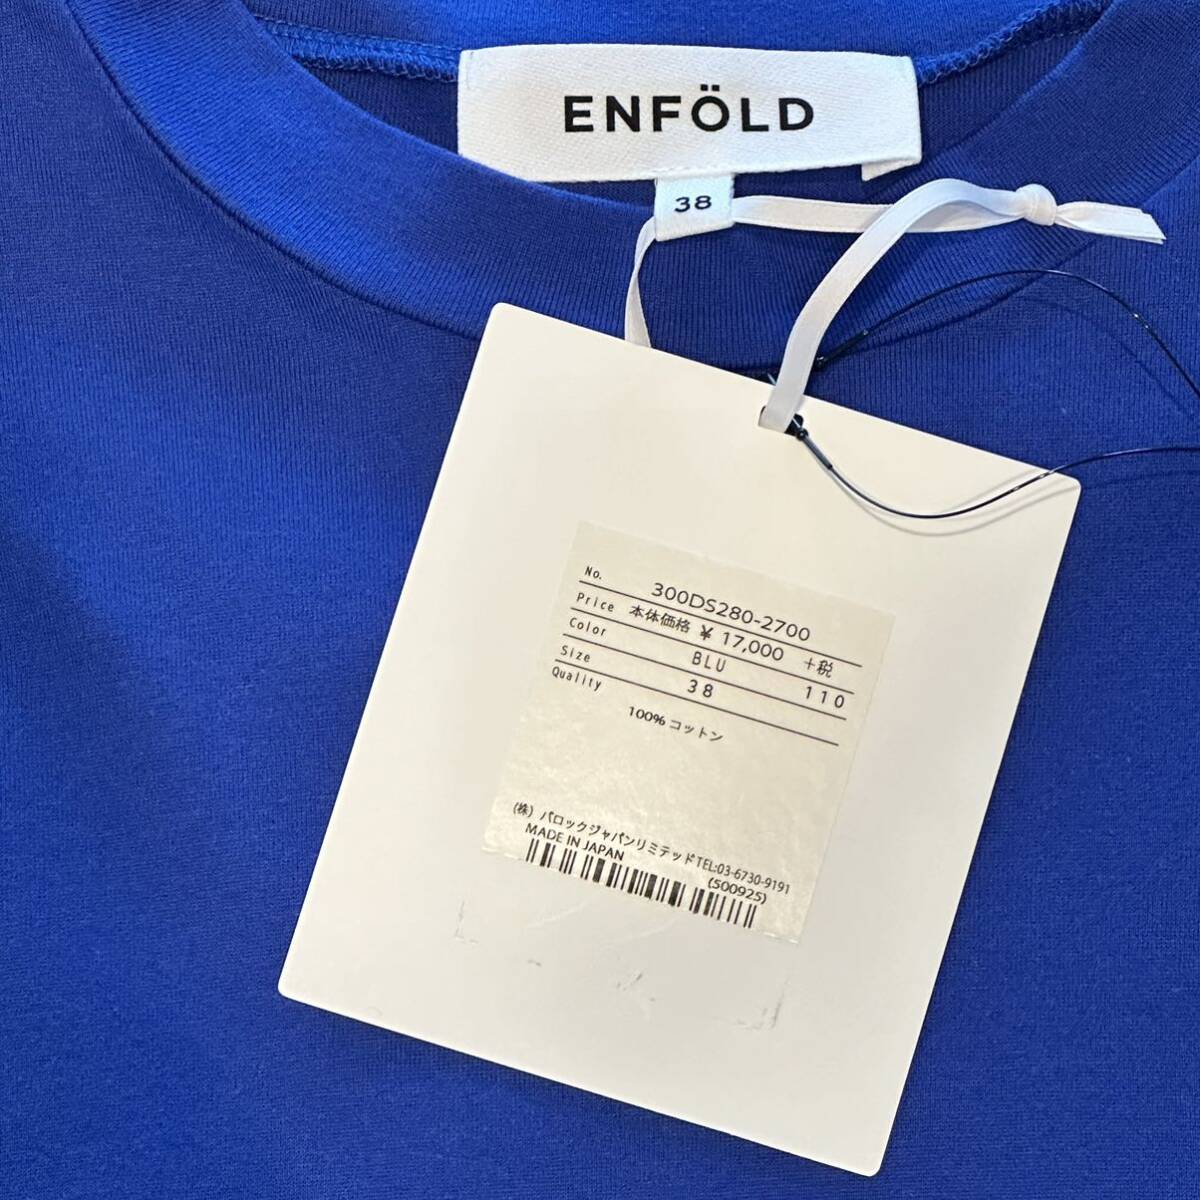 ENFÖLD
38
No. 300DS280-2700
Price 本体価格 ¥ 17,000 +税
Color BLU 110
Size 38
Quality
100% コットン
(株) バロックジャパンリミテッド TEL:03-6730-9191
MADE IN JAPAN (500925)